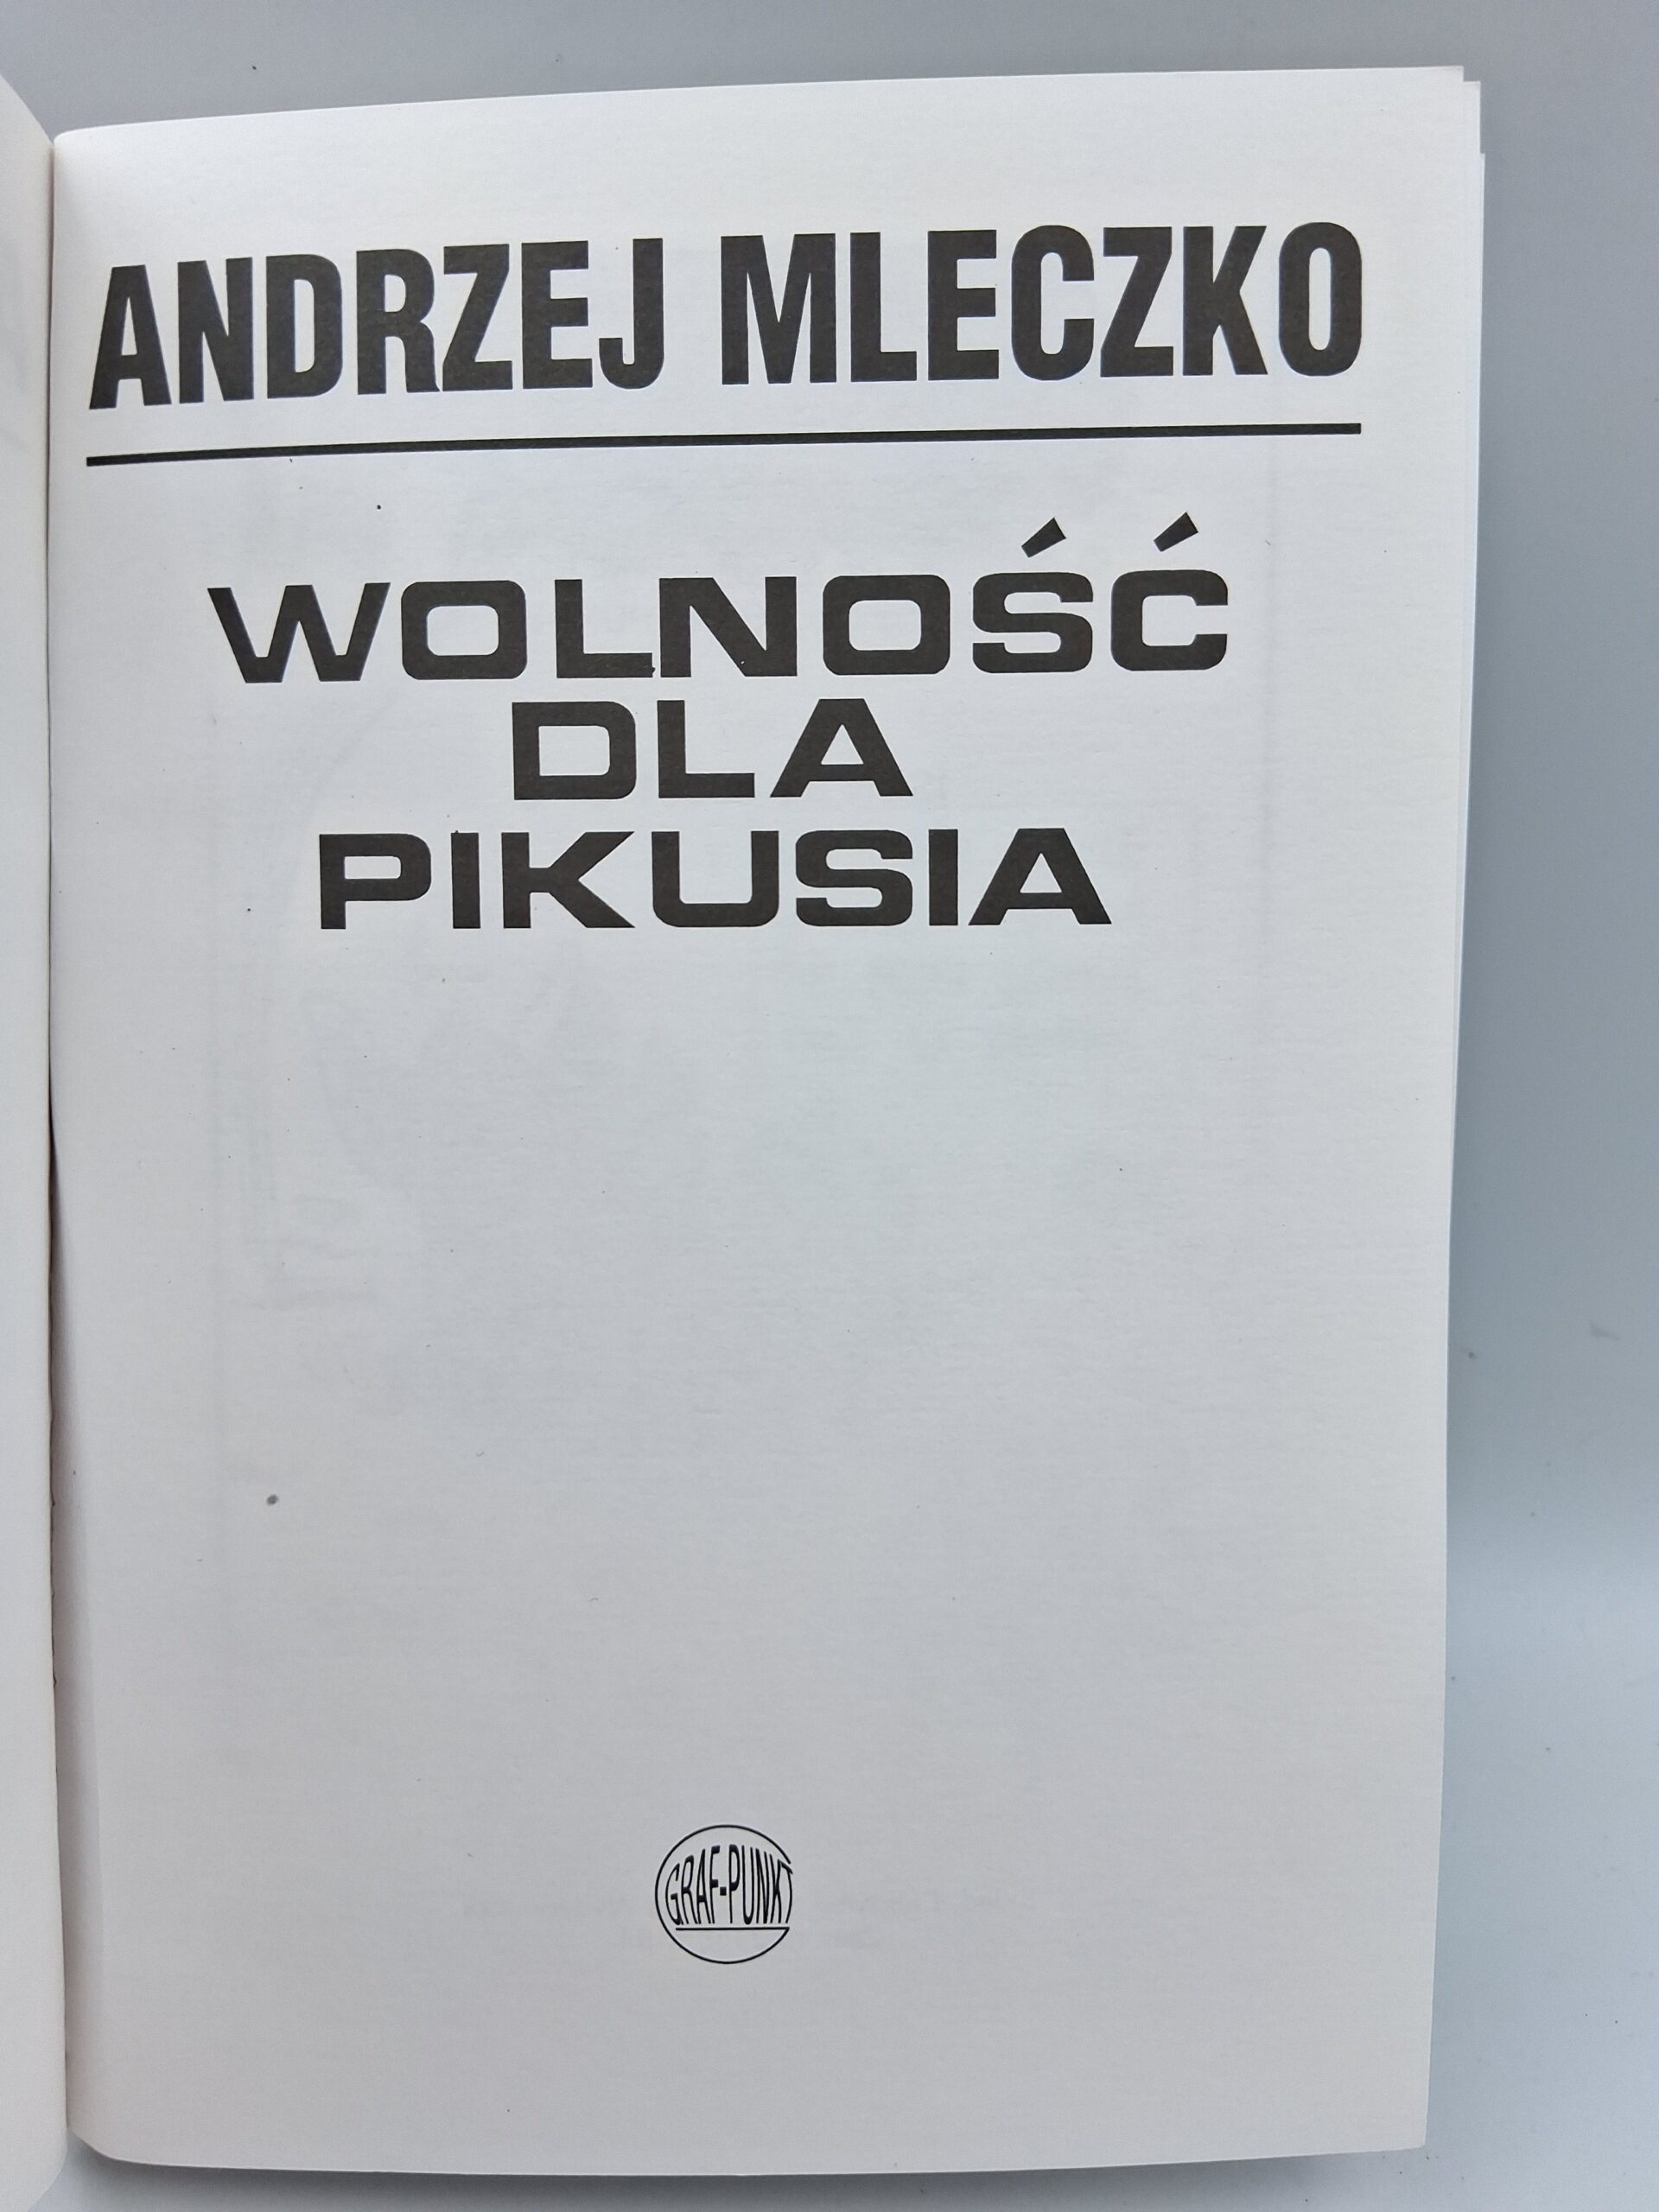 ANDRZEJ MLECZKO
WOLNOŚĆ
DLA
PIKUSIA
GRAF-PUNKT